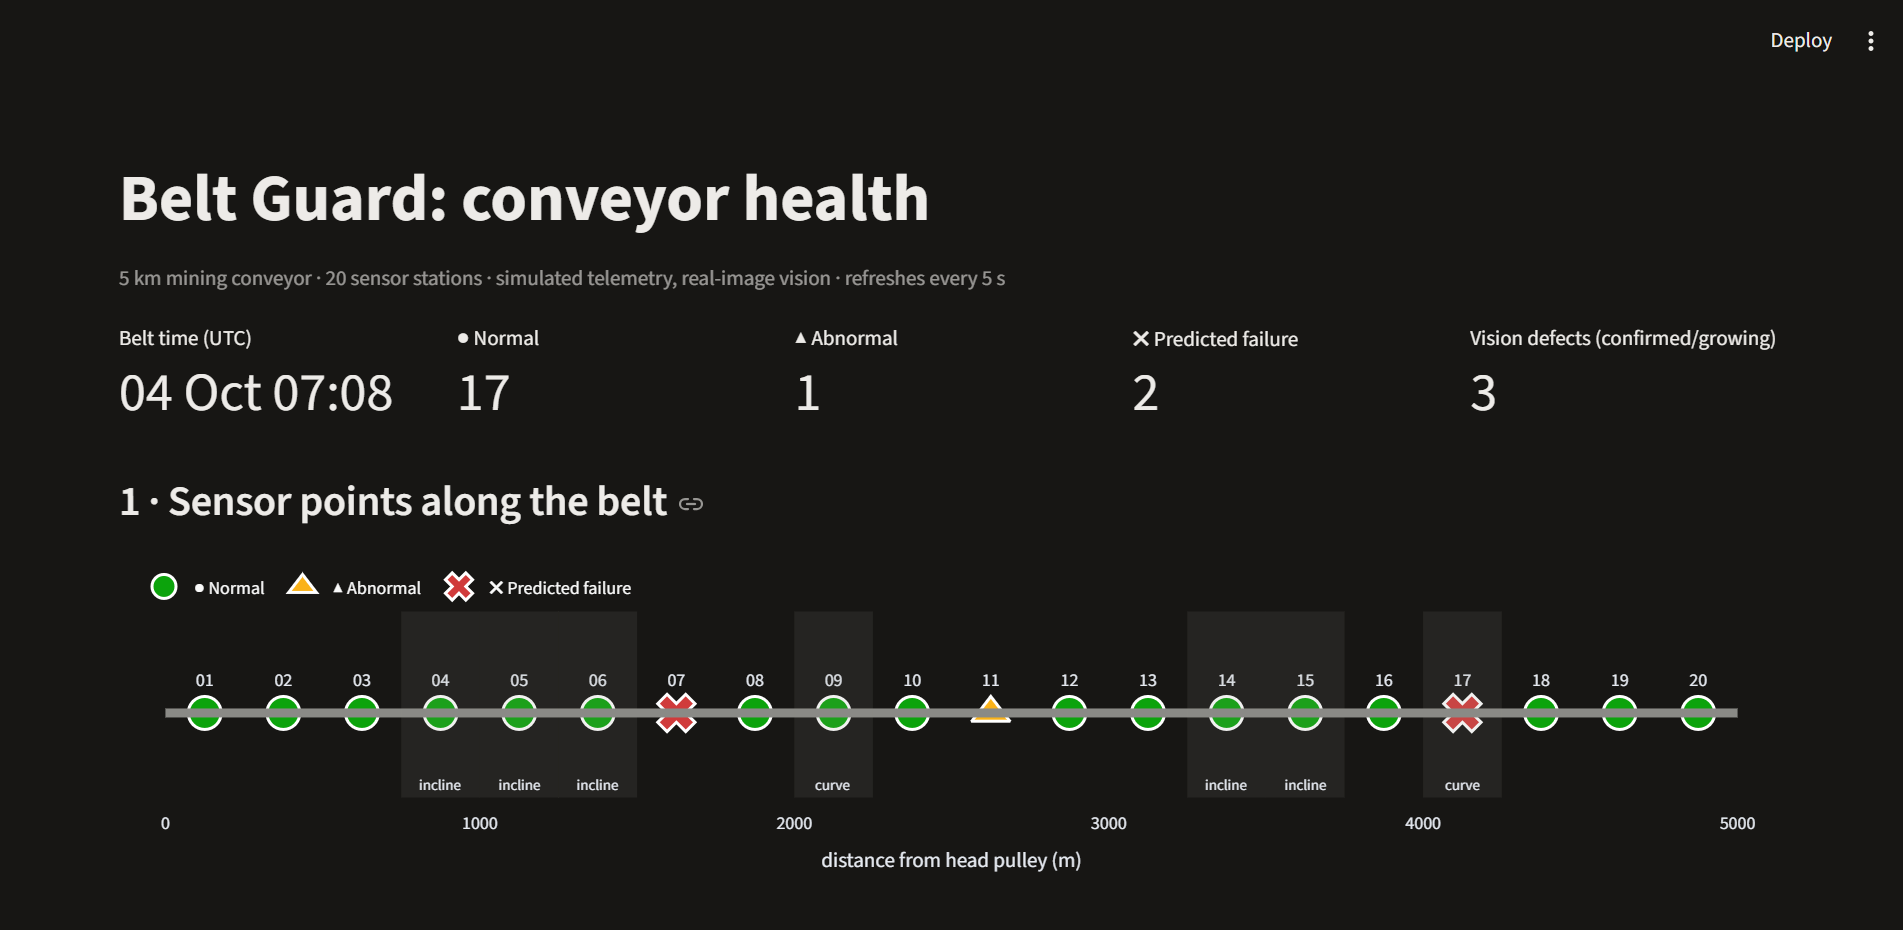 Deploy
Belt Guard: conveyor health
5 km mining conveyor · 20 sensor stations · simulated telemetry, real-image vision · refreshes every 5 s
Belt time (UTC) ● Normal ▲ Abnormal ✕ Predicted failure Vision defects (confirmed/growing)
04 Oct 07:08 17 1 2 3
1 · Sensor points along the belt
● Normal ▲ Abnormal ✕ Predicted failure
01 02 03 04 05 06 07 08 09 10 11 12 13 14 15 16 17 18 19 20
incline incline incline curve incline incline curve
0 1000 2000 3000 4000 5000
distance from head pulley (m)